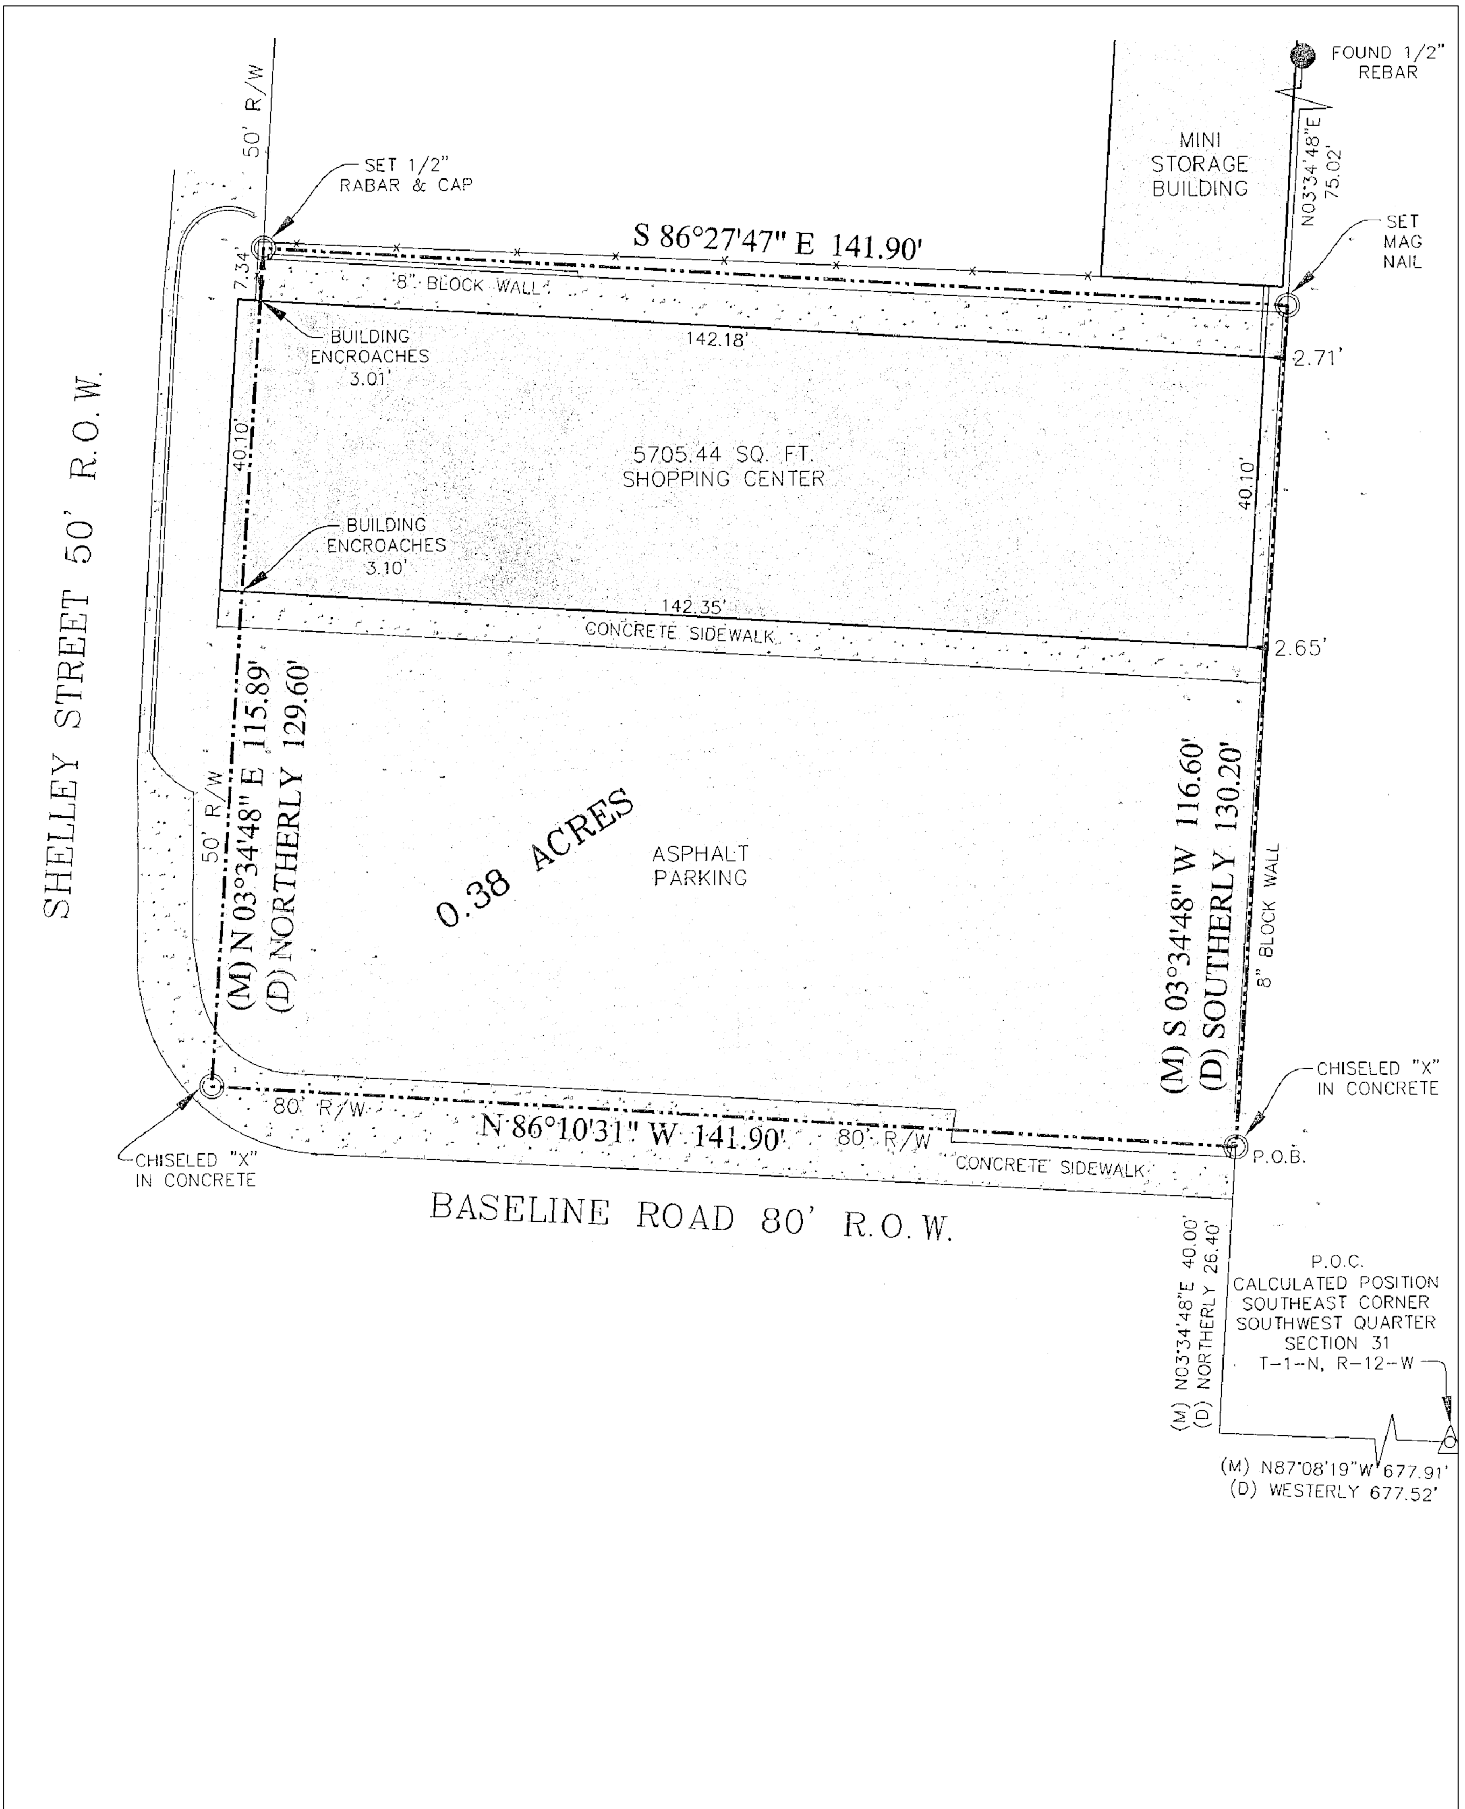 FOUND 1/2"
REBAR
50' R/W
SET 1/2"
RABAR & CAP
MINI
STORAGE
BUILDING
N03°34'48"E
75.02'
SET
MAG
NAIL
S 86°27'47" E 141.90'
7.34'
8" BLOCK WALL
BUILDING
ENCROACHES
3.01'
142.18'
2.71'
SHELLEY STREET 50' R.O.W.
40.10'
5705.44 SQ. FT.
SHOPPING CENTER
40.10'
BUILDING
ENCROACHES
3.10'
142.35'
CONCRETE SIDEWALK
2.65'
50' R/W
(M) N 03°34'48" E 115.89'
(D) NORTHERLY 129.60'
0.38 ACRES
ASPHALT
PARKING
(M) S 03°34'48" W 116.60'
(D) SOUTHERLY 130.20'
8" BLOCK WALL
CHISELED "X"
IN CONCRETE
80' R/W
N 86°10'31" W 141.90'
80' R/W
CONCRETE SIDEWALK
P.O.B.
CHISELED "X"
IN CONCRETE
BASELINE ROAD 80' R.O.W.
(M) N03°34'48"E 40.00'
(D) NORTHERLY 26.40'
P.O.C.
CALCULATED POSITION
SOUTHEAST CORNER
SOUTHWEST QUARTER
SECTION 31
T-1-N, R-12-W
(M) N87°08'19"W 677.91'
(D) WESTERLY 677.52'